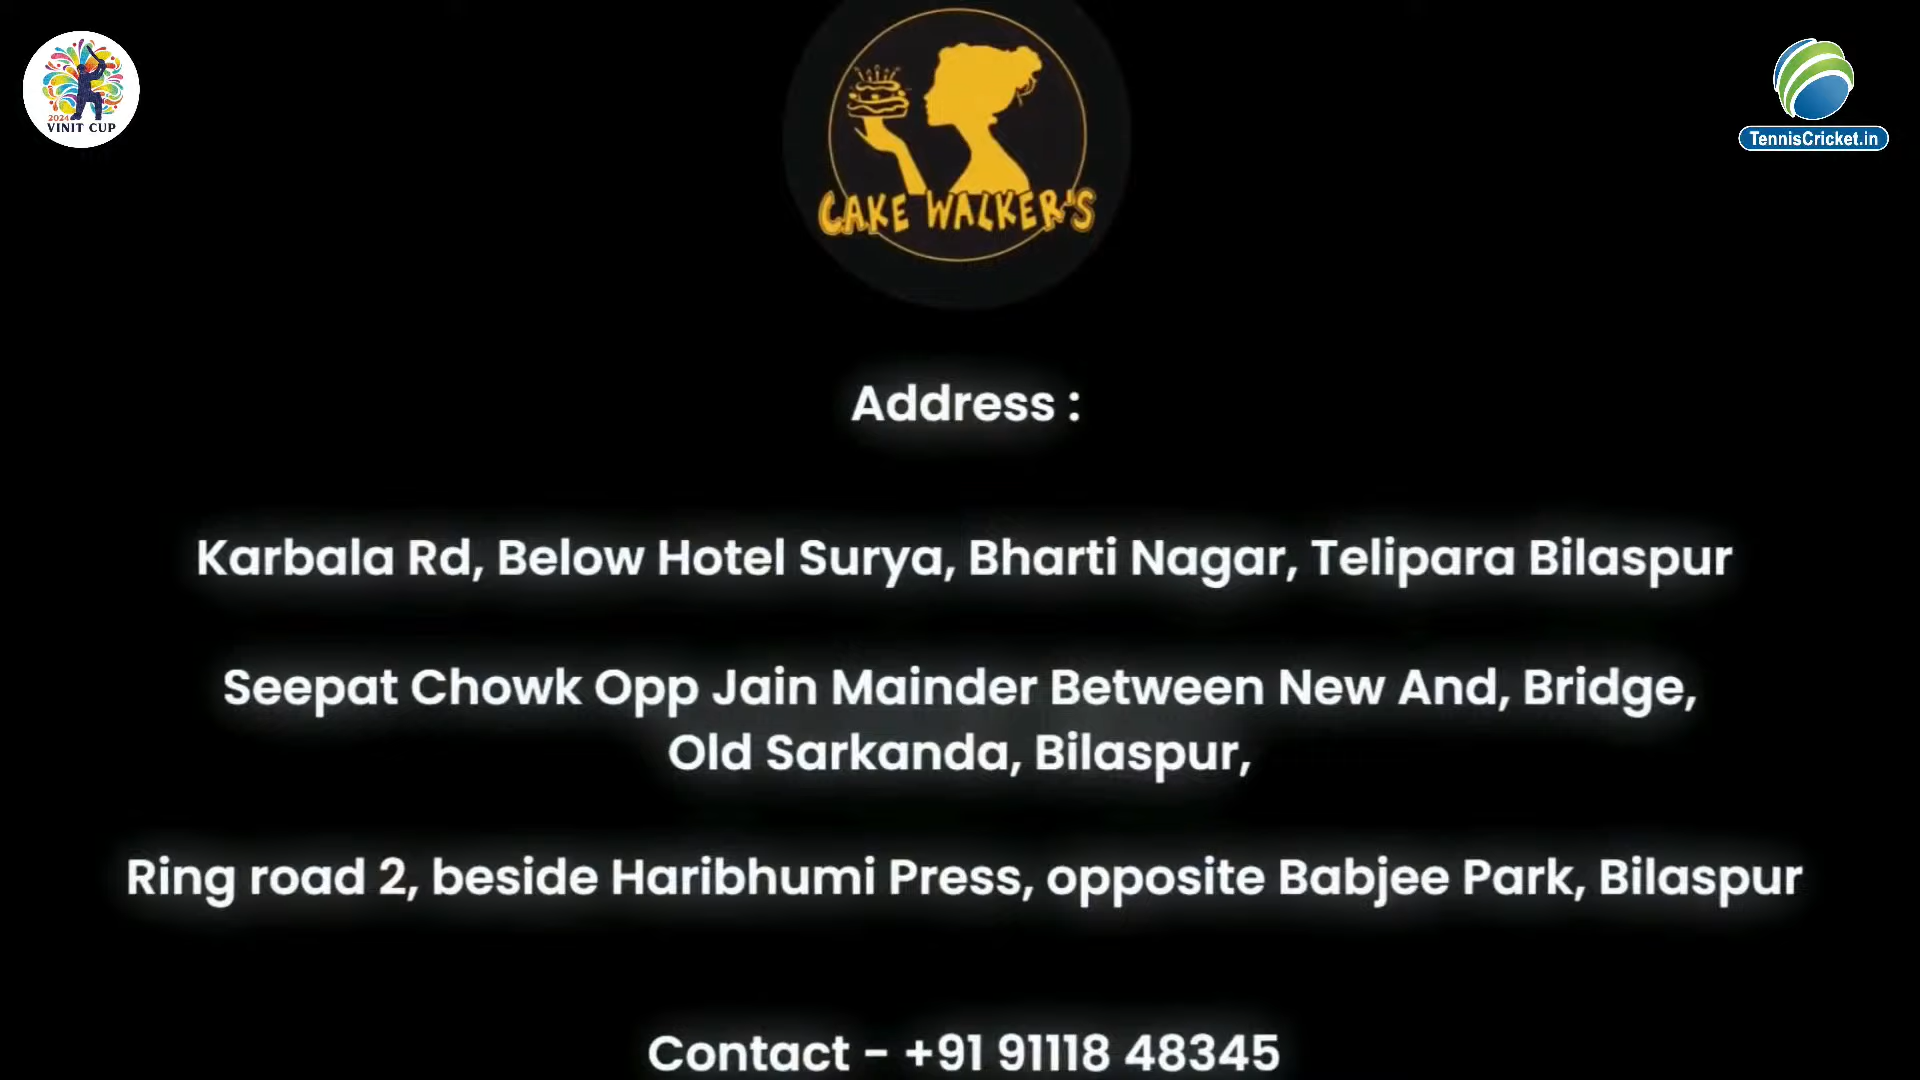 2024
VINIT CUP
TennisCricket.in
CAKE WALKER'S
Address :
Karbala Rd, Below Hotel Surya, Bharti Nagar, Telipara Bilaspur
Seepat Chowk Opp Jain Mainder Between New And, Bridge,
Old Sarkanda, Bilaspur,
Ring road 2, beside Haribhumi Press, opposite Babjee Park, Bilaspur
Contact - +91 91118 48345